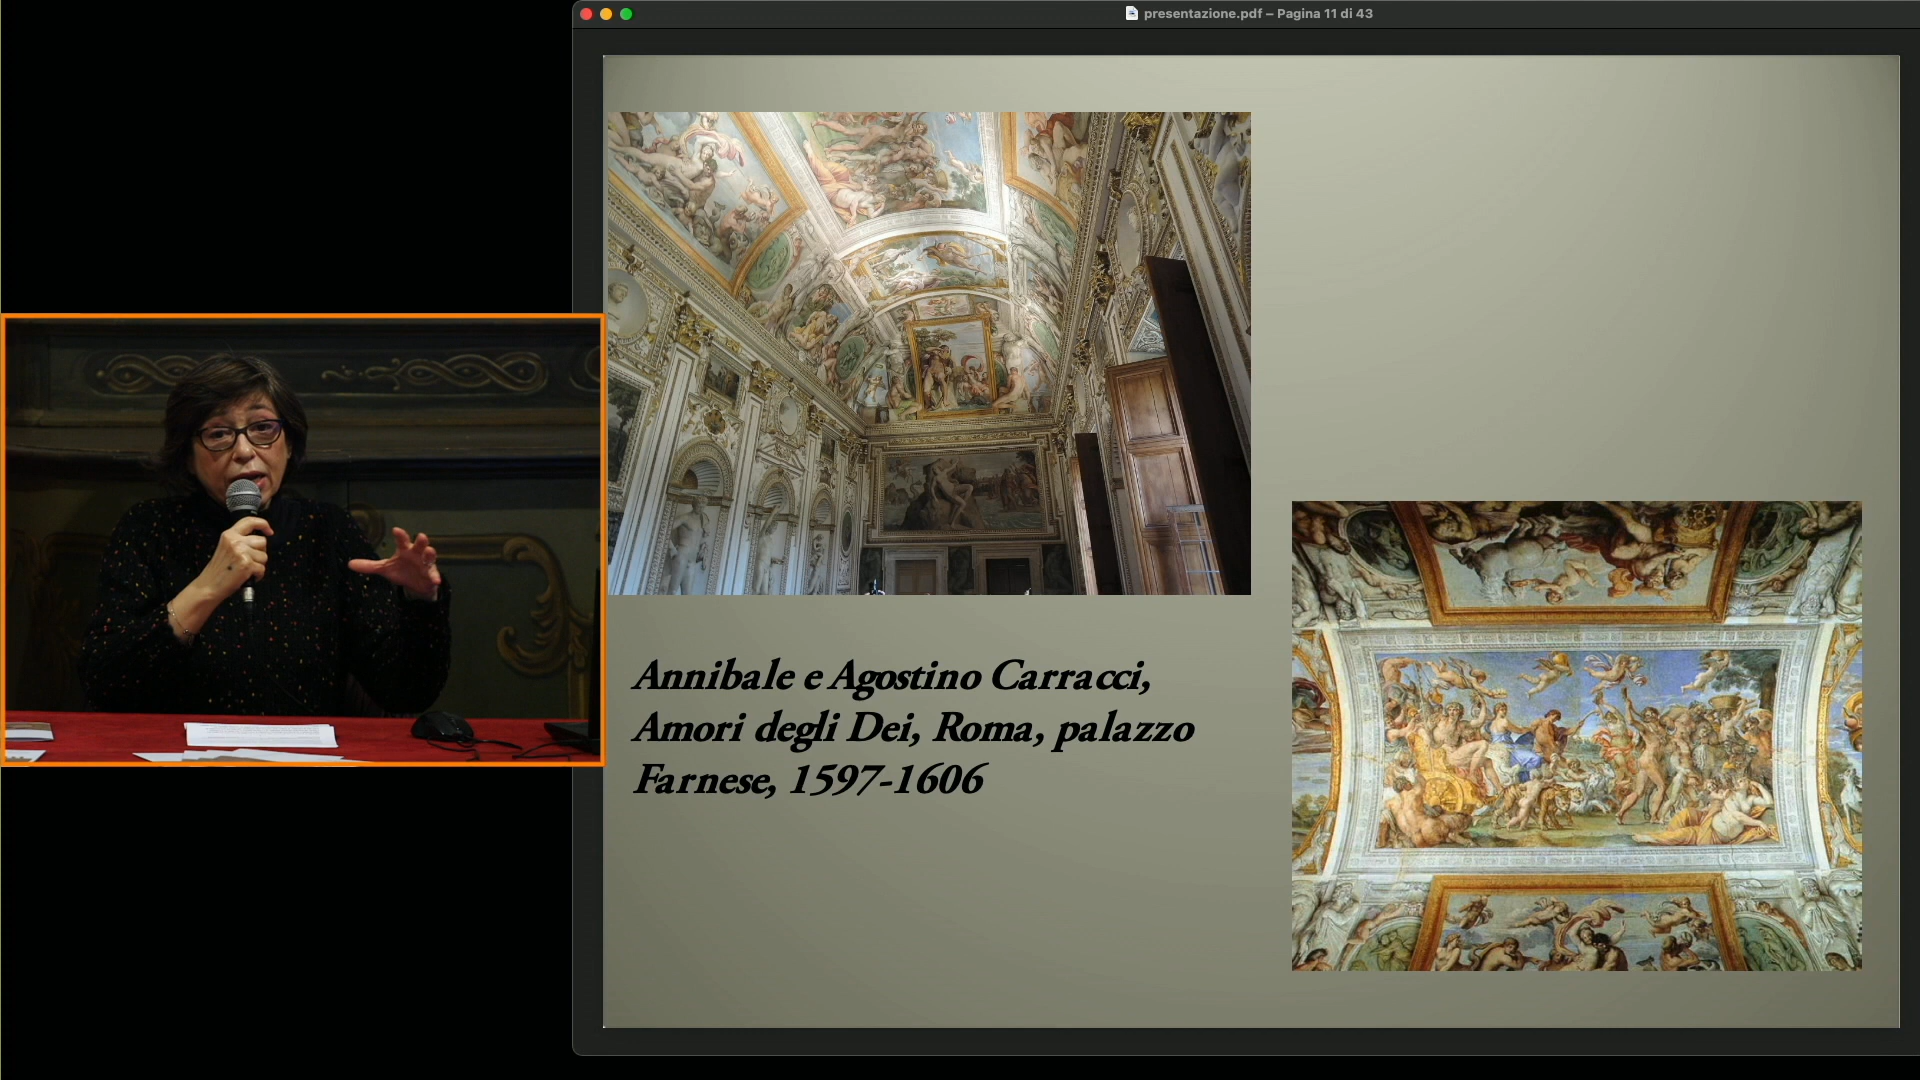 presentazione.pdf – Pagina 11 di 43
Annibale e Agostino Carracci,
Amori degli Dei, Roma, palazzo
Farnese, 1597-1606